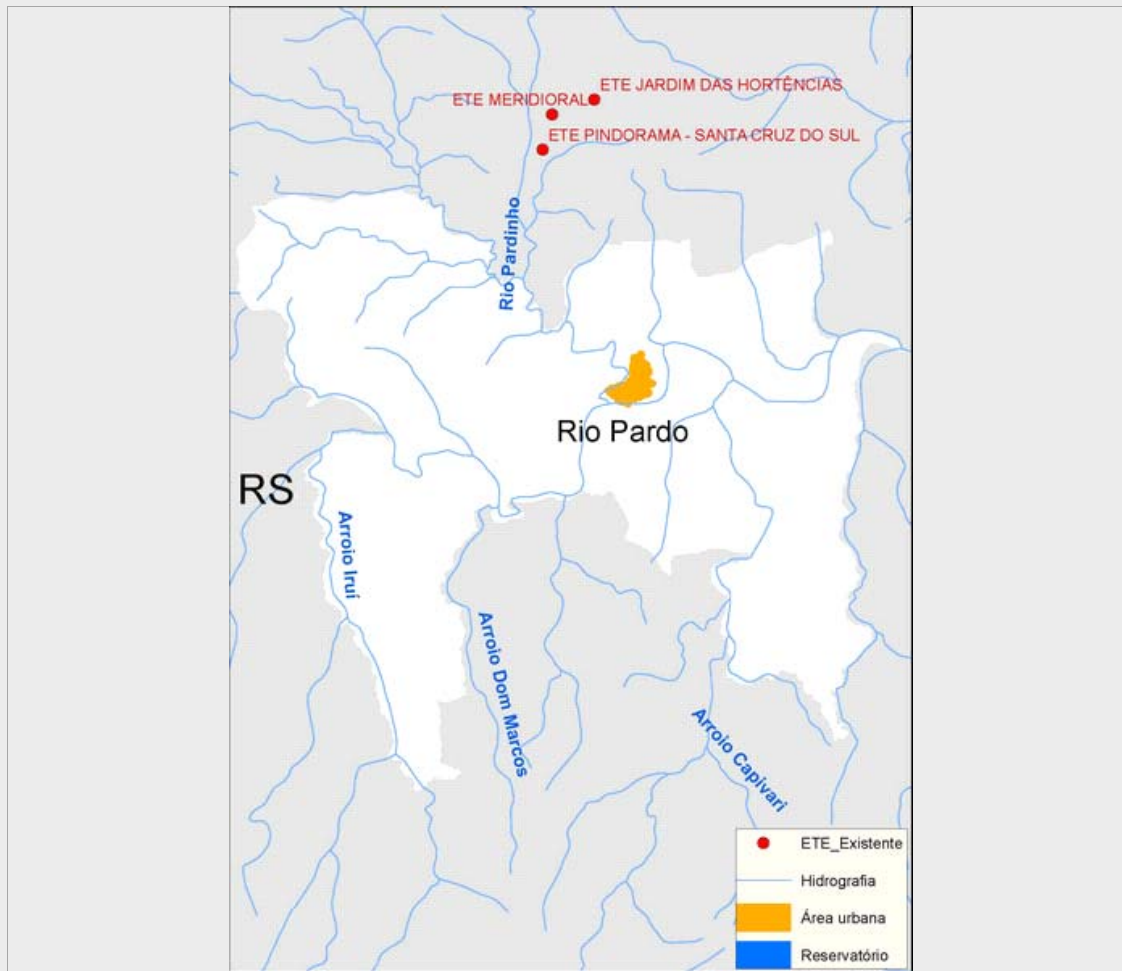 ETE JARDIM DAS HORTÊNCIAS
ETE MERIDIORAL
ETE PINDORAMA - SANTA CRUZ DO SUL
Rio Pardinho
Rio Pardo
RS
Arroio Iruí
Arroio Dom Marcos
Arroio Capivari
ETE_Existente
Hidrografia
Área urbana
Reservatório